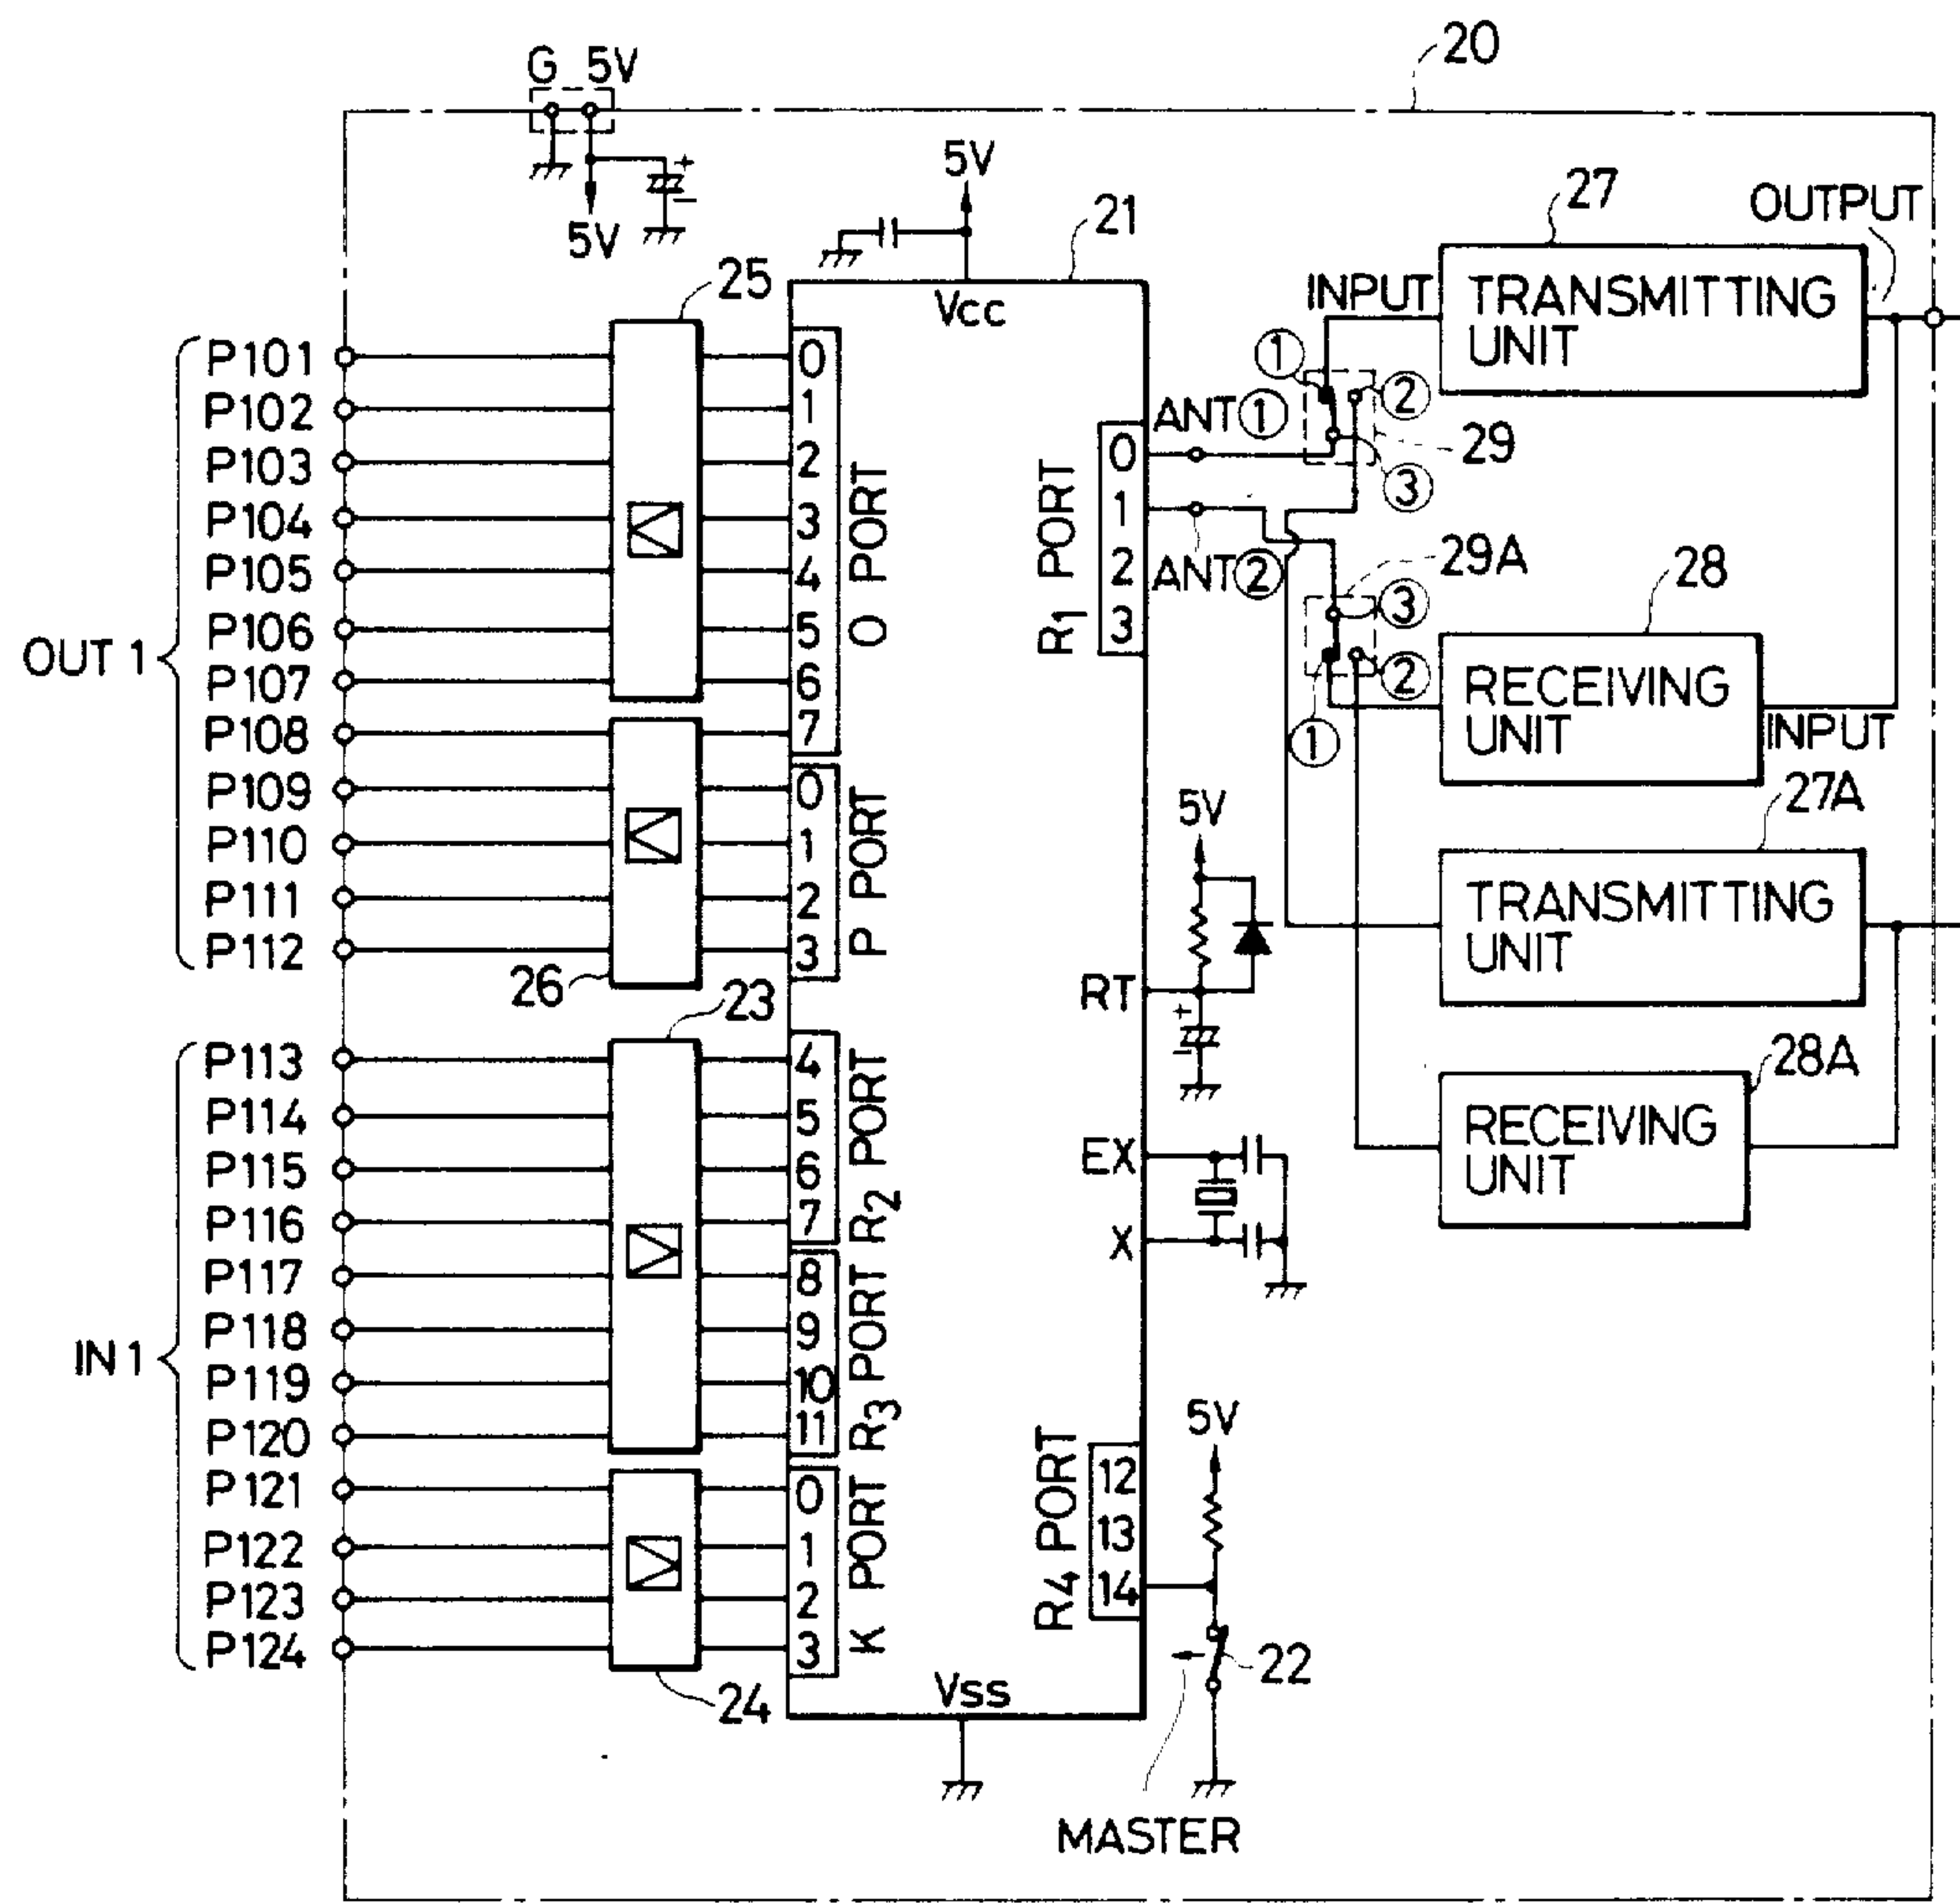 20
G 5V
5V
5V
21
25
27
OUTPUT
Vcc
INPUT
TRANSMITTING
UNIT
OUT 1
P101
P102
P103
P104
P105
P106
P107
P108
P109
P110
P111
P112
0
1
2
3
4
5
6
7
O PORT
0
1
2
3
P PORT
26
23
IN 1
P113
P114
P115
P116
P117
P118
P119
P120
P121
P122
P123
P124
4
5
6
7
R2 PORT
8
9
10
11
R3 PORT
0
1
2
3
K PORT
24
Vss
R1 PORT
0
1
2
3
ANT①
ANT②
①
②
③
29
29A
③
②
①
28
RECEIVING
UNIT
INPUT
27A
TRANSMITTING
UNIT
28A
RECEIVING
UNIT
5V
RT
+
-
EX
X
5V
R4 PORT
12
13
14
22
MASTER
+
-